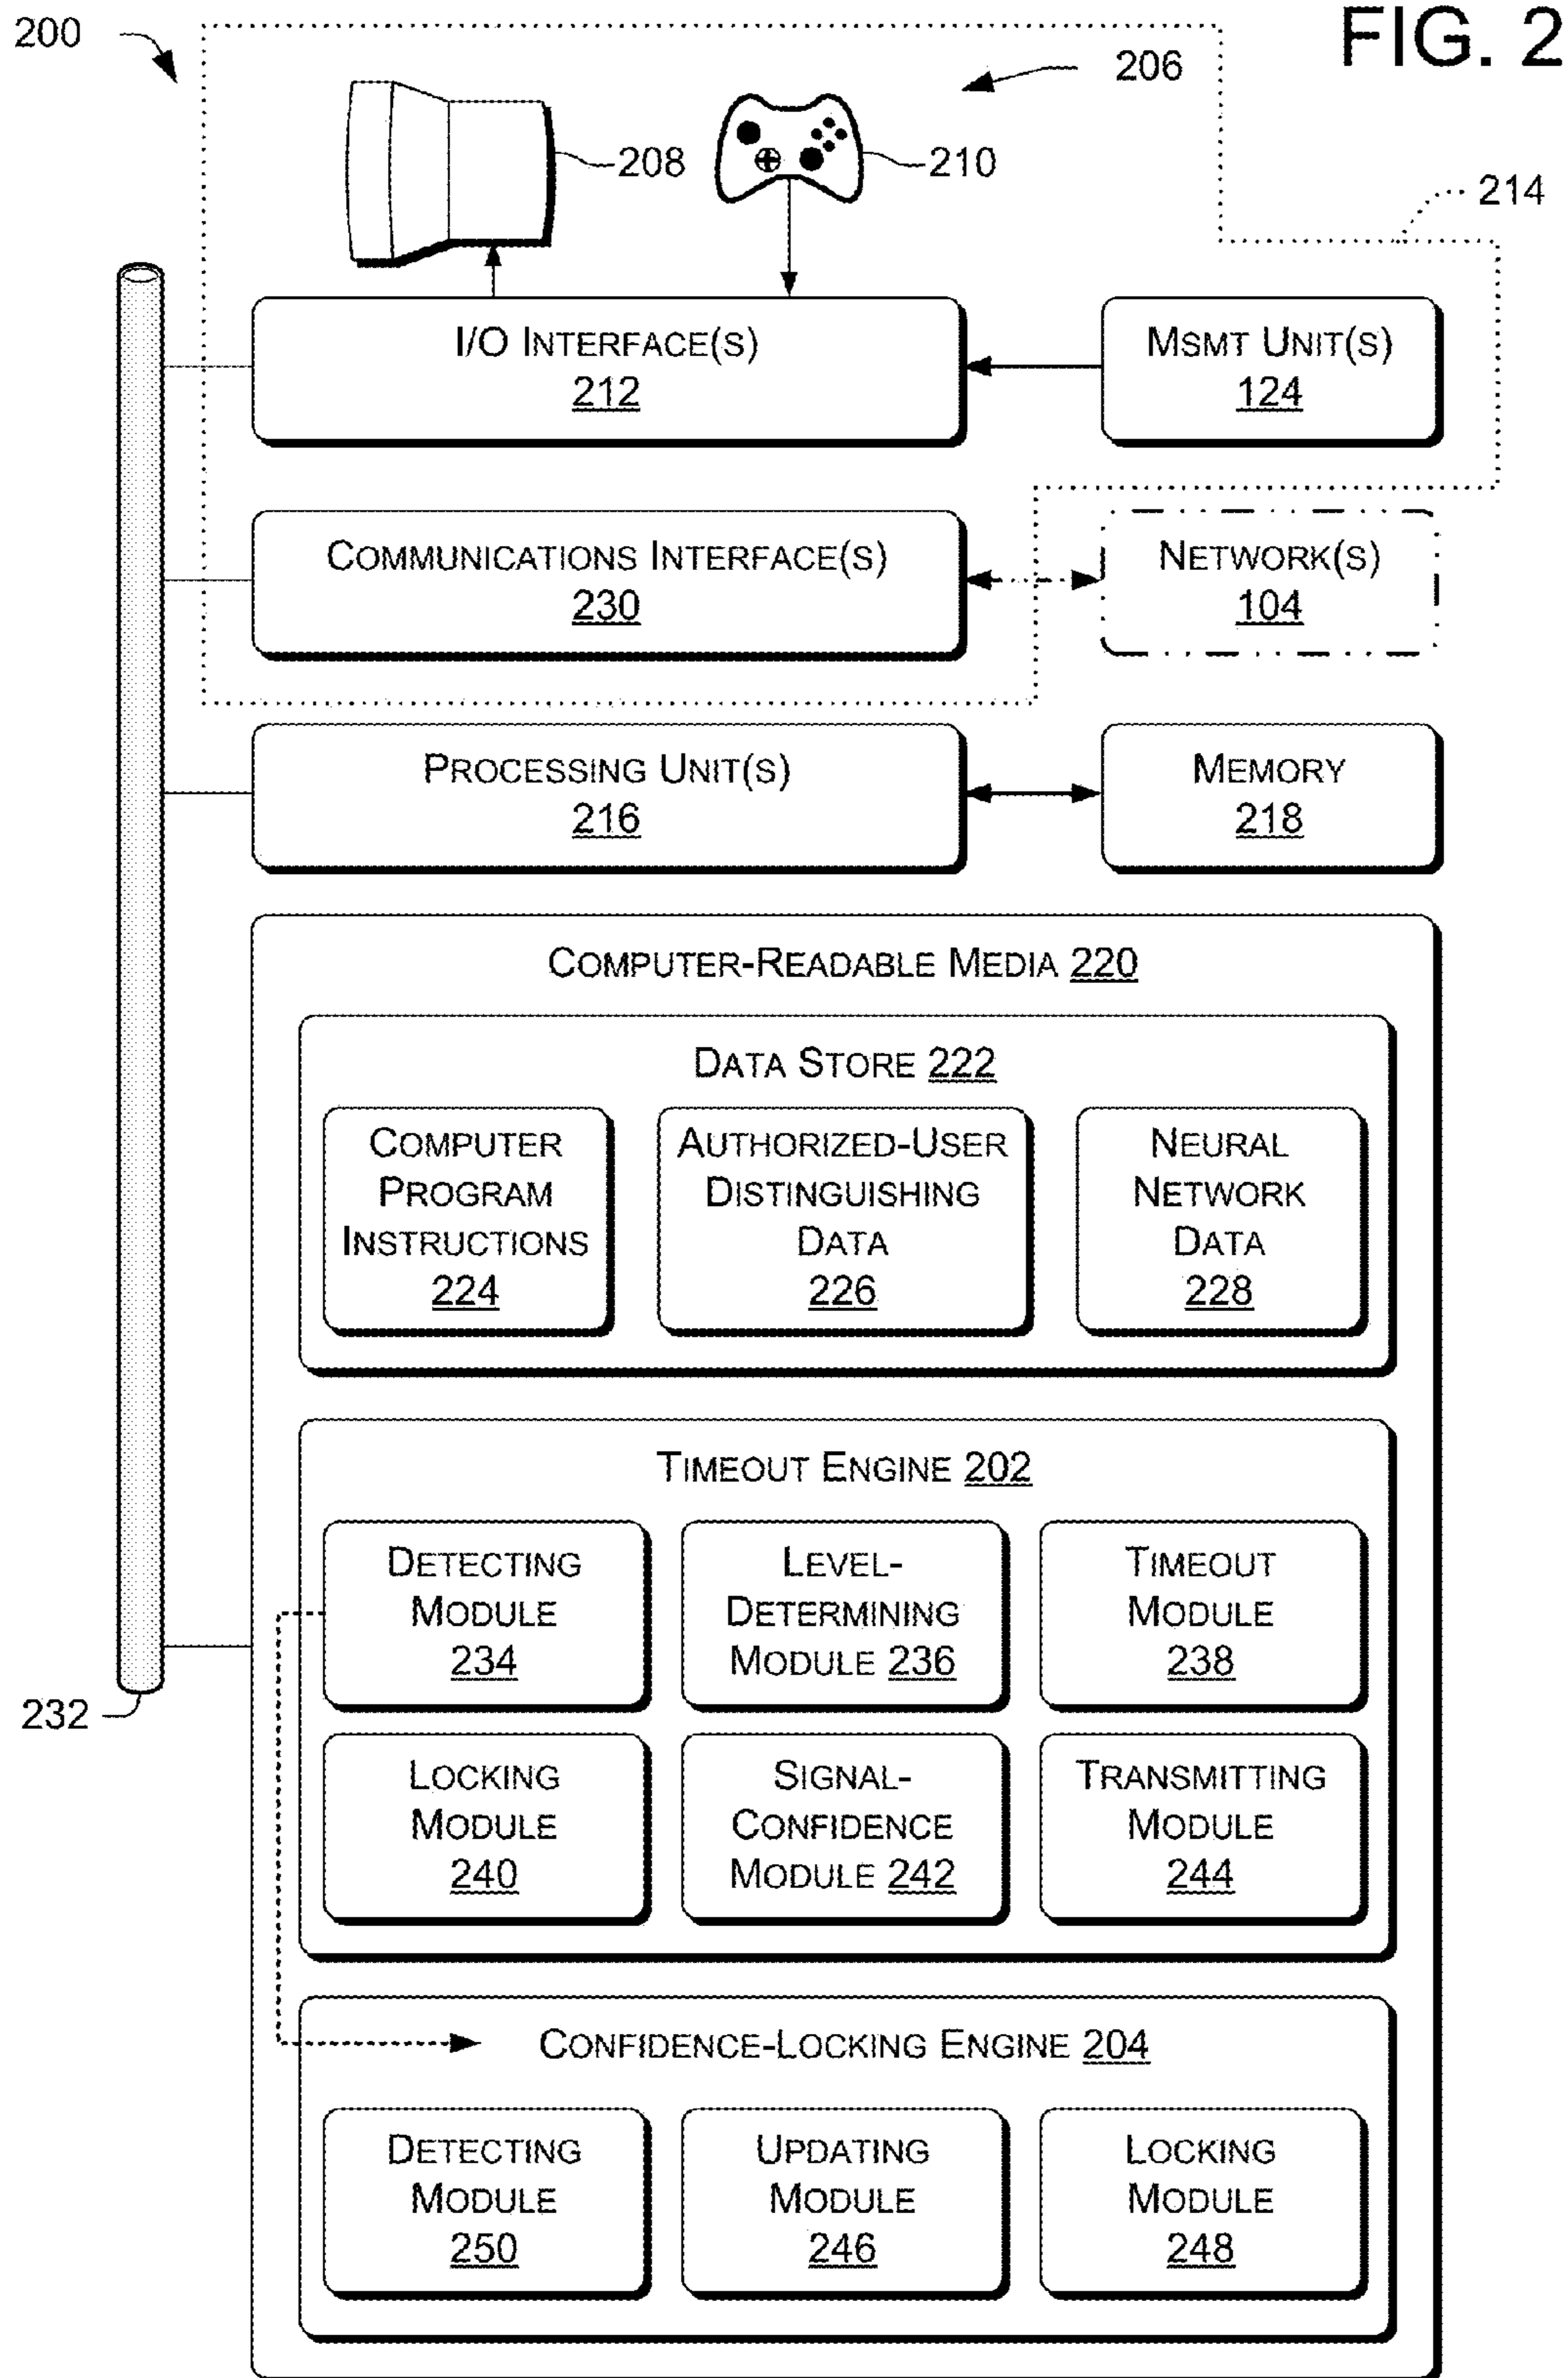 FIG. 2
200
206
208
210
214
I/O INTERFACE(S)
212
MSMT UNIT(S)
124
COMMUNICATIONS INTERFACE(S)
230
NETWORK(S)
104
PROCESSING UNIT(S)
216
MEMORY
218
COMPUTER-READABLE MEDIA 220
DATA STORE 222
COMPUTER
PROGRAM
INSTRUCTIONS
224
AUTHORIZED-USER
DISTINGUISHING
DATA
226
NEURAL
NETWORK
DATA
228
TIMEOUT ENGINE 202
DETECTING
MODULE
234
LEVEL-
DETERMINING
MODULE 236
TIMEOUT
MODULE
238
232
LOCKING
MODULE
240
SIGNAL-
CONFIDENCE
MODULE 242
TRANSMITTING
MODULE
244
CONFIDENCE-LOCKING ENGINE 204
DETECTING
MODULE
250
UPDATING
MODULE
246
LOCKING
MODULE
248